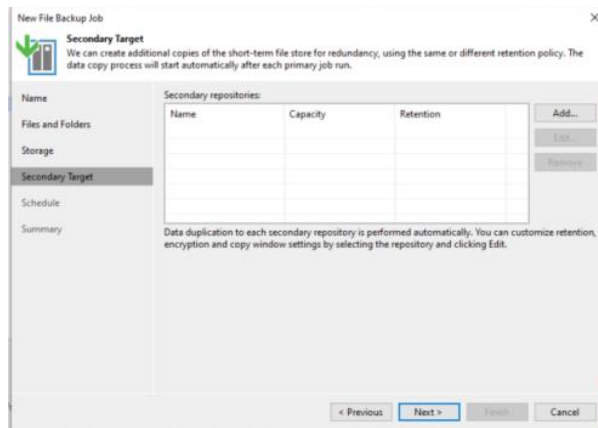 New File Backup Job
Secondary Target
We can create additional copies of the short-term file store for redundancy, using the same or different retention policy. The
data copy process will start automatically after each primary job run.
Name
Files and Folders
Storage
Secondary Target
Schedule
Summary
Secondary repositories:
Name Capacity Retention
Add...
Edit...
Remove
Data duplication to each secondary repository is performed automatically. You can customize retention,
encryption and copy window settings by selecting the repository and clicking Edit.
< Previous Next > Finish Cancel